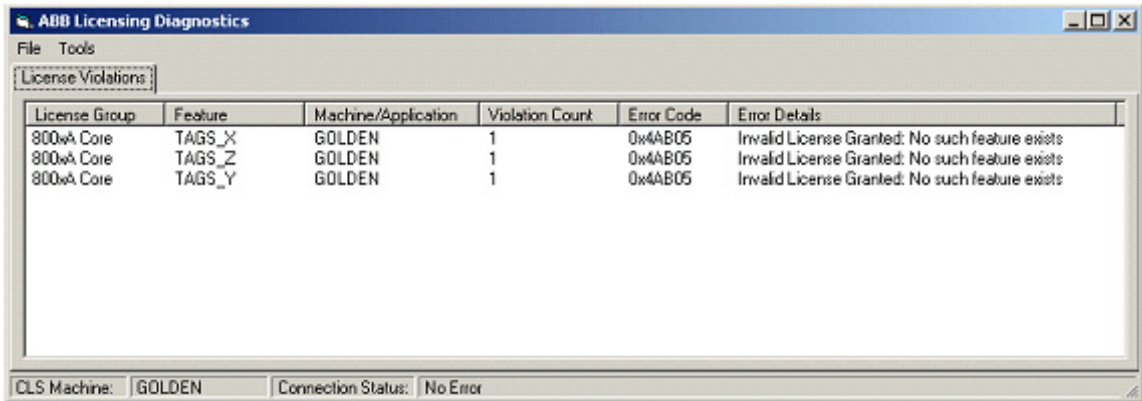 ABB Licensing Diagnostics
File Tools
License Violations
License Group Feature Machine/Application Violation Count Error Code Error Details
800xA Core TAGS_X GOLDEN 1 0x4AB05 Invalid License Granted: No such feature exists
800xA Core TAGS_Z GOLDEN 1 0x4AB05 Invalid License Granted: No such feature exists
800xA Core TAGS_Y GOLDEN 1 0x4AB05 Invalid License Granted: No such feature exists
CLS Machine: GOLDEN Connection Status: No Error